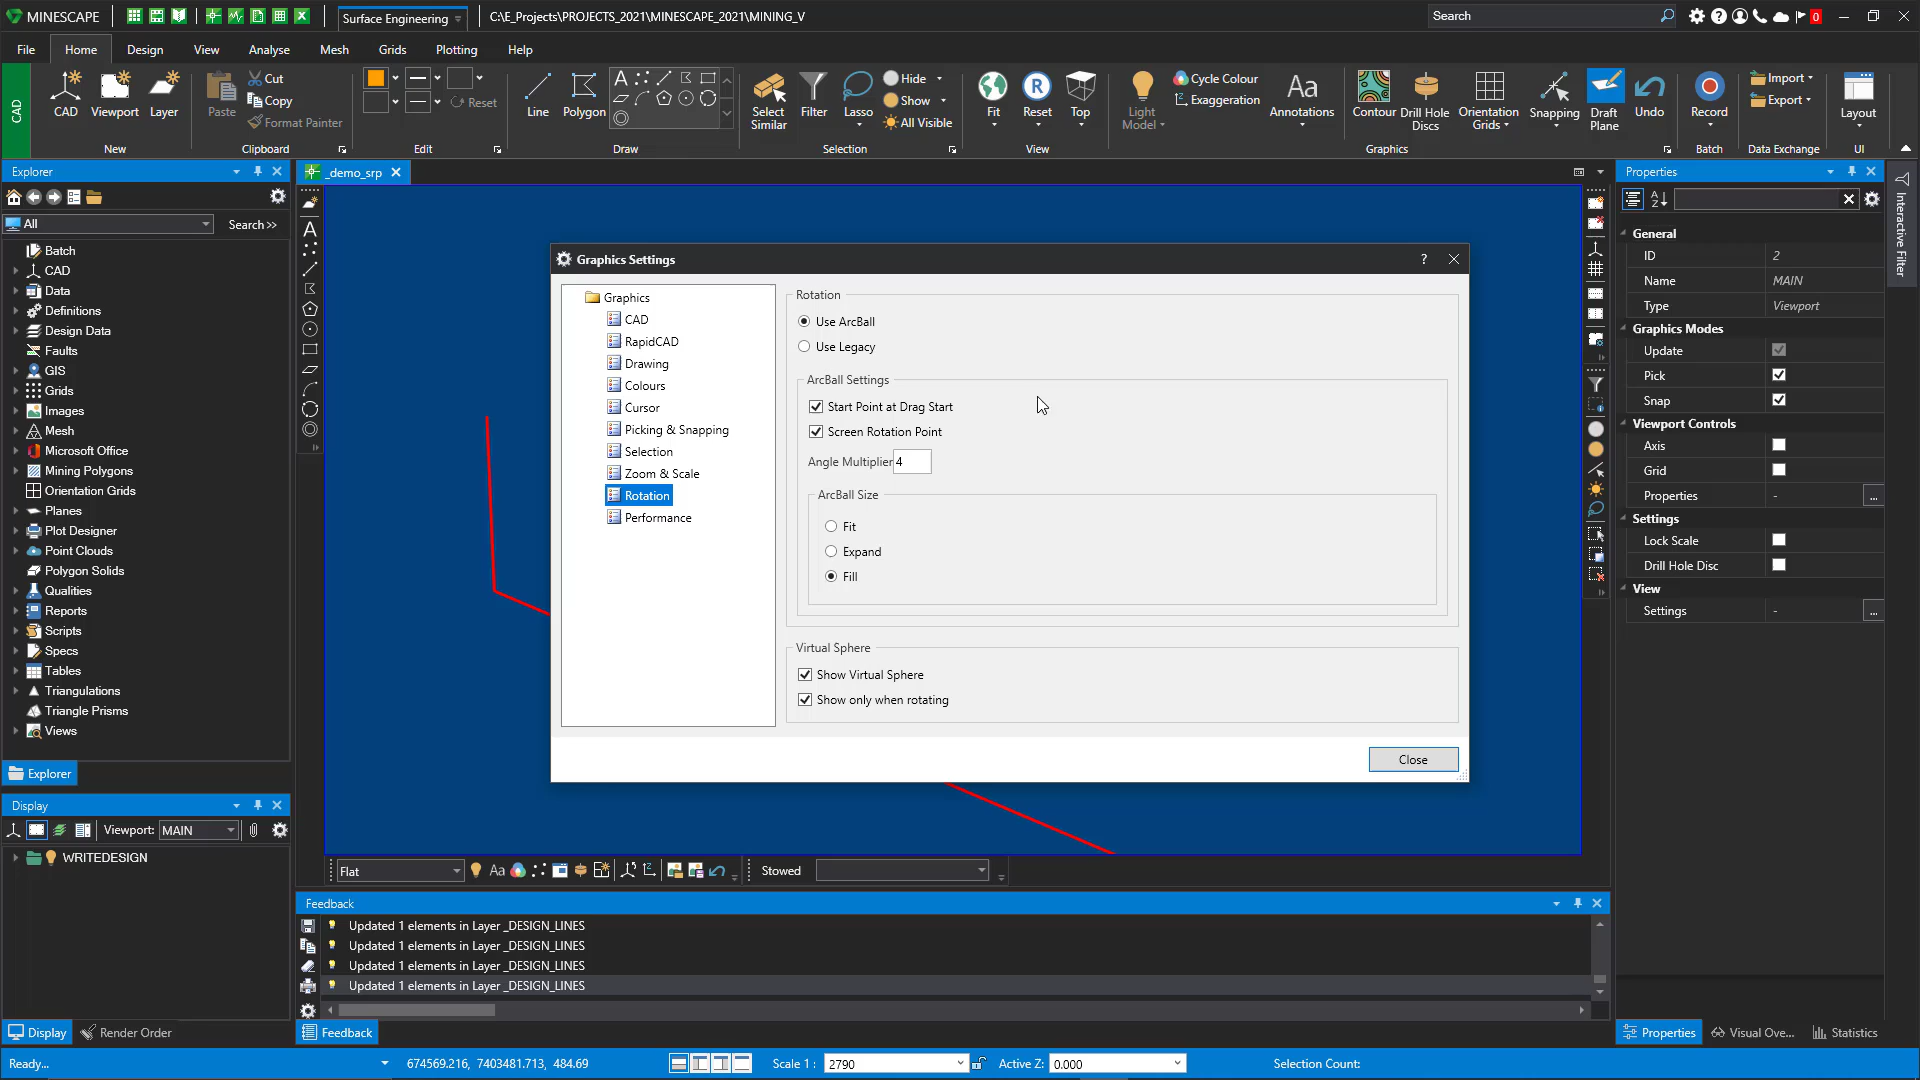 MINESCAPE
Surface Engineering
C:\E_Projects\PROJECTS_2021\MINESCAPE_2021\MINING_V
Search
0
File
Home
Design
View
Analyse
Grids
Mesh
Plotting
Help
CAD
CAD
Viewport
Layer
New
Paste
Cut
Copy
Format Painter
Clipboard
Reset
Edit
Line
Polygon
Draw
Select
Similar
Filter
Lasso
Hide
Show
All Visible
Selection
Fit
Reset
Top
View
Light
Model
Cycle Colour
Exaggeration
Annotations
Contour
Drill Hole
Discs
Orientation
Grids
Snapping
Draft
Plane
Undo
Graphics
Record
Batch
Import
Export
Data Exchange
Layout
UI
Explorer
All
Search>>
Batch
CAD
Data
Definitions
Design Data
Faults
GIS
Grids
Images
Mesh
Microsoft Office
Mining Polygons
Orientation Grids
Planes
Plot Designer
Point Clouds
Polygon Solids
Qualities
Reports
Scripts
Specs
Tables
Triangulations
Triangle Prisms
Views
Explorer
Display
Viewport: MAIN
WRITEDESIGN
Display
Render Order
_demo_srp
Graphics Settings
?
Graphics
CAD
RapidCAD
Drawing
Colours
Cursor
Picking & Snapping
Selection
Zoom & Scale
Rotation
Performance
Rotation
Use ArcBall
Use Legacy
ArcBall Settings
Start Point at Drag Start
Screen Rotation Point
Angle Multiplier 4
ArcBall Size
Fit
Expand
Fill
Virtual Sphere
Show Virtual Sphere
Show only when rotating
Close
Flat
Aa
Stowed
Feedback
Updated 1 elements in Layer _DESIGN_LINES
Updated 1 elements in Layer _DESIGN_LINES
Updated 1 elements in Layer _DESIGN_LINES
Updated 1 elements in Layer _DESIGN_LINES
Feedback
Properties
General
ID 2
Name MAIN
Type Viewport
Graphics Modes
Update
Pick
Snap
Viewport Controls
Axis
Grid
Properties - ...
Settings
Lock Scale
Drill Hole Disc
View
Settings - ...
Interactive Filter
Properties
Visual Ove...
Statistics
Ready...
674569.216, 7403481.713, 484.69
Scale 1 : 2790
Active Z: 0.000
Selection Count: